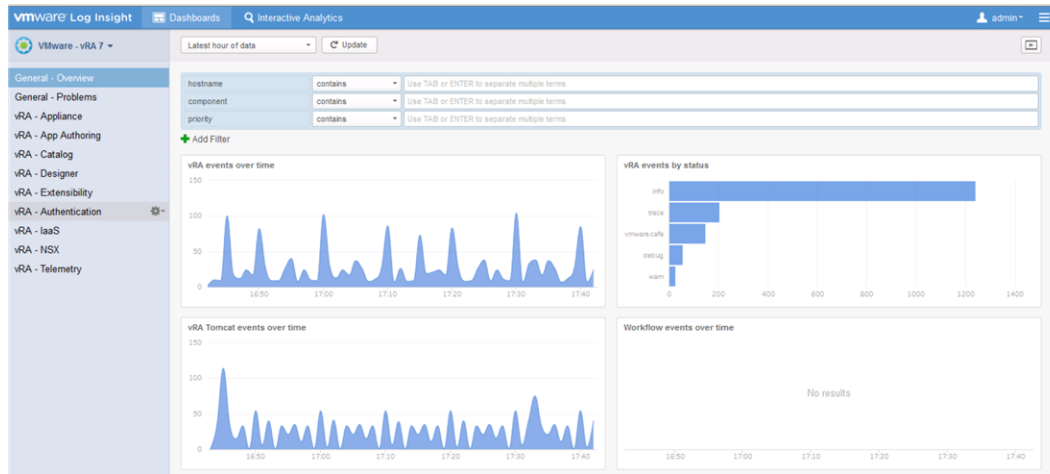 vmware Log Insight Dashboards Interactive Analytics admin
VMware - vRA 7 Latest hour of data Update
General - Overview
General - Problems
vRA - Appliance
vRA - App Authoring
vRA - Catalog
vRA - Designer
vRA - Extensibility
vRA - Authentication
vRA - IaaS
vRA - NSX
vRA - Telemetry
hostname contains Use TAB or ENTER to separate multiple terms
component contains Use TAB or ENTER to separate multiple terms
priority contains Use TAB or ENTER to separate multiple terms
Add Filter
vRA events over time
150
100
50
0
16:50 17:00 17:10 17:20 17:30 17:40
vRA events by status
info
trace
vmware.cafe
debug
warn
0 200 400 600 800 1000 1200 1400
vRA Tomcat events over time
150
100
50
0
16:50 17:00 17:10 17:20 17:30 17:40
Workflow events over time
No results
16:50 17:00 17:10 17:20 17:30 17:40